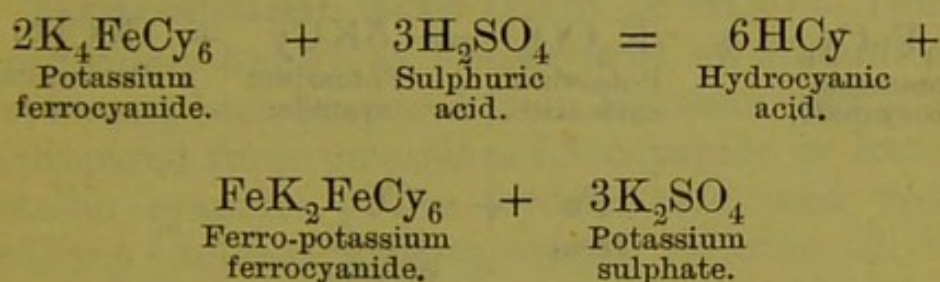 2K₄FeCy₆ + 3H₂SO₄ = 6HCy +
Potassium Sulphuric Hydrocyanic
ferrocyanide. acid. acid.
FeK₂FeCy₆ + 3K₂SO₄
Ferro-potassium Potassium
ferrocyanide. sulphate.